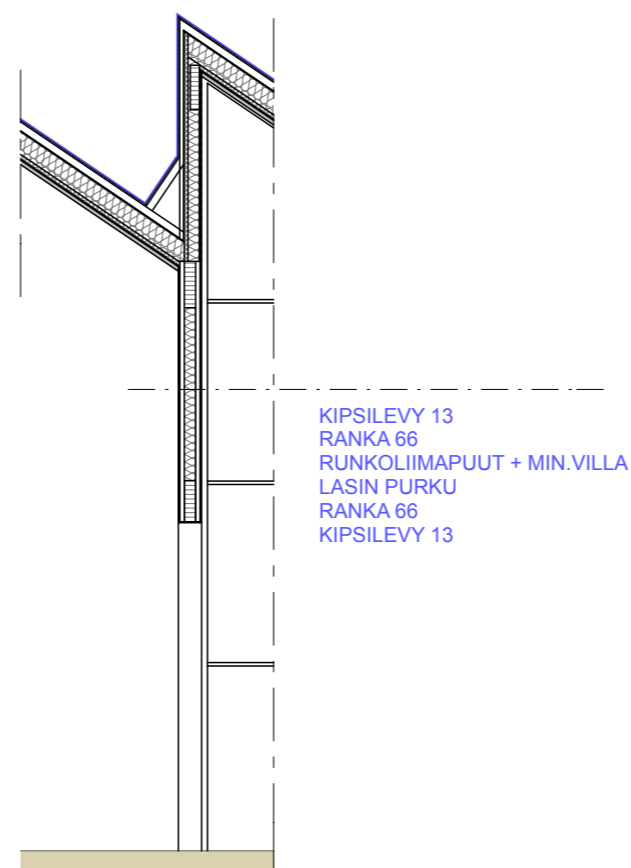 KIPSILEVY 13
RANKA 66
RUNKOLIIMAPUUT + MIN.VILLA
LASIN PURKU
RANKA 66
KIPSILEVY 13